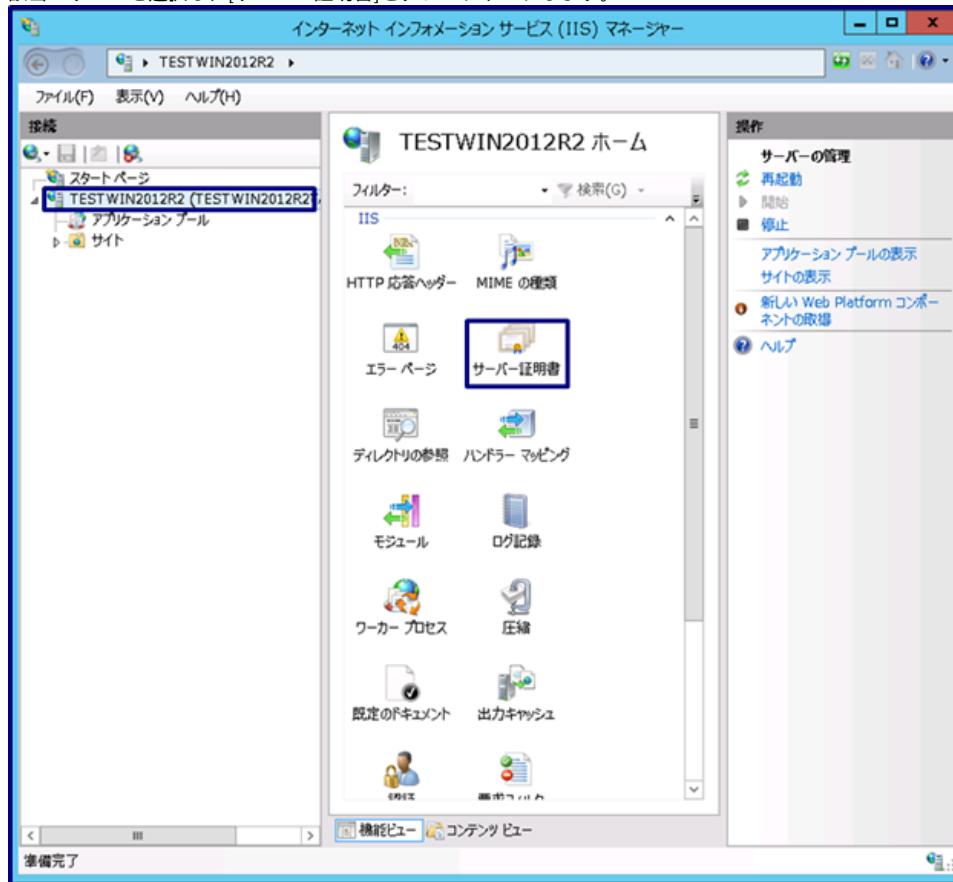 インターネット インフォメーション サービス (IIS) マネージャー
TESTWIN2012R2
ファイル(F) 表示(V) ヘルプ(H)
接続
スタート ページ
TESTWIN2012R2 (TESTWIN2012R2
アプリケーション プール
サイト
TESTWIN2012R2 ホーム
フィルター: 検索(G)
IIS
HTTP 応答ヘッダー MIME の種類
404
エラー ページ サーバー証明書
ディレクトリの参照 ハンドラー マッピング
モジュール ログ記録
ワーカー プロセス 圧縮
既定のドキュメント 出力キャッシュ
機能ビュー コンテンツ ビュー
操作
サーバーの管理
再起動
開始
停止
アプリケーション プールの表示
サイトの表示
新しい Web Platform コンポー
ネントの取得
ヘルプ
準備完了